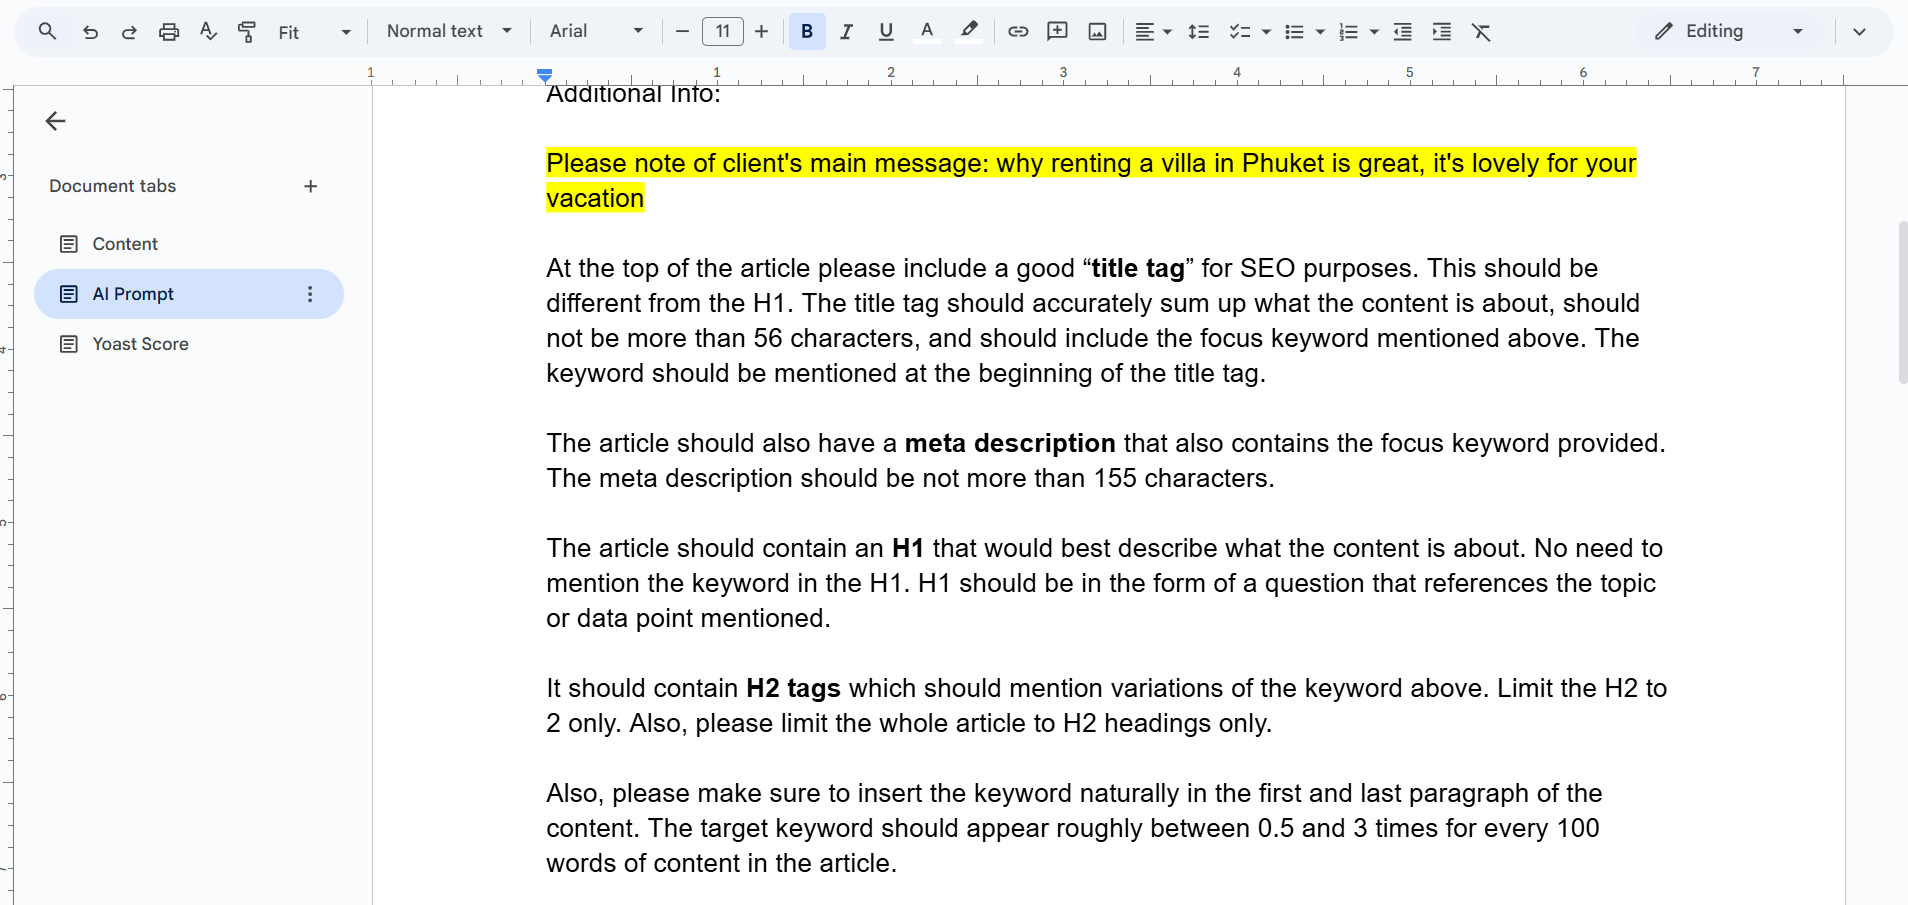 Fit
Normal text
Arial
11
B
I
U
A
Editing
1
1
2
3
4
5
6
7
Additional Info:
Document tabs
Content
AI Prompt
Yoast Score
Please note of client's main message: why renting a villa in Phuket is great, it's lovely for your
vacation
At the top of the article please include a good “title tag” for SEO purposes. This should be
different from the H1. The title tag should accurately sum up what the content is about, should
not be more than 56 characters, and should include the focus keyword mentioned above. The
keyword should be mentioned at the beginning of the title tag.
The article should also have a meta description that also contains the focus keyword provided.
The meta description should be not more than 155 characters.
The article should contain an H1 that would best describe what the content is about. No need to
mention the keyword in the H1. H1 should be in the form of a question that references the topic
or data point mentioned.
It should contain H2 tags which should mention variations of the keyword above. Limit the H2 to
2 only. Also, please limit the whole article to H2 headings only.
Also, please make sure to insert the keyword naturally in the first and last paragraph of the
content. The target keyword should appear roughly between 0.5 and 3 times for every 100
words of content in the article.